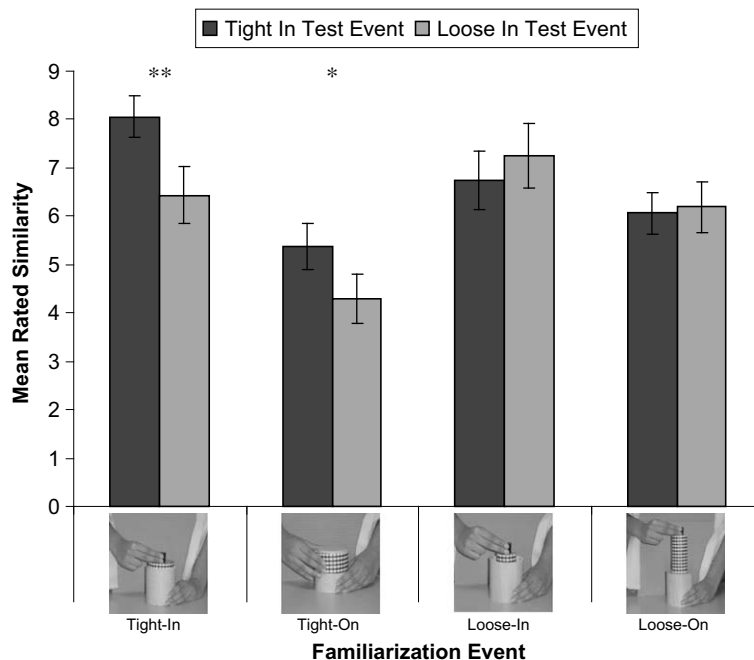 Tight In Test Event Loose In Test Event
** *
9
8
7
6
5
4
3
2
1
0
Mean Rated Similarity
Tight-In Tight-On Loose-In Loose-On
Familiarization Event